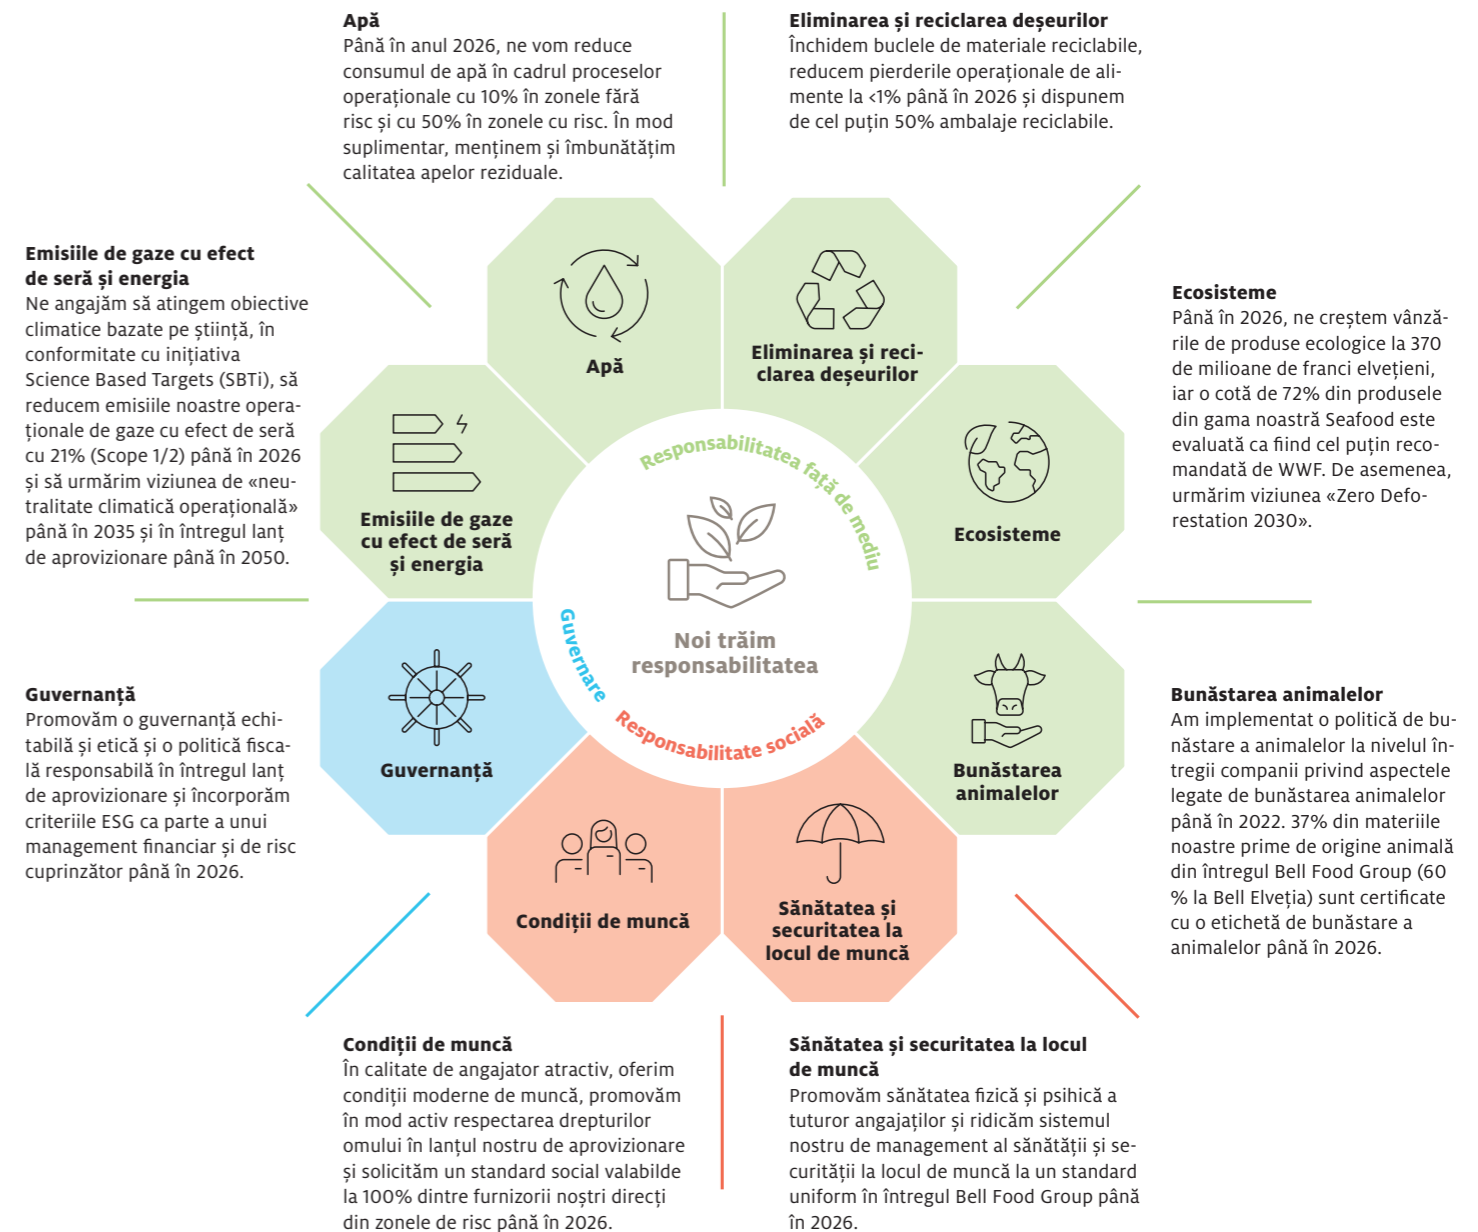 Apă
Până în anul 2026, ne vom reduce
consumul de apă în cadrul proceselor
operaționale cu 10% în zonele fără
risc și cu 50% în zonele cu risc. În mod
suplimentar, menținem și îmbunătățim
calitatea apelor reziduale.
Eliminarea și reciclarea deșeurilor
Închidem buclele de materiale reciclabile,
reducem pierderile operaționale de ali-
mente la <1% până în 2026 și dispunem
de cel puțin 50% ambalaje reciclabile.
Emisiile de gaze cu efect
de seră și energia
Ne angajăm să atingem obiective
climatice bazate pe știință, în
conformitate cu inițiativa
Science Based Targets (SBTi), să
reducem emisiile noastre opera-
ționale de gaze cu efect de seră
cu 21% (Scope 1/2) până în 2026
și să urmărim viziunea de «neu-
tralitate climatică operațională»
până în 2035 și în întregul lanț
de aprovizionare până în 2050.
Ecosisteme
Până în 2026, ne creștem vânză-
rile de produse ecologice la 370
de milioane de franci elvețieni,
iar o cotă de 72% din produsele
din gama noastră Seafood este
evaluată ca fiind cel puțin reco-
mandată de WWF. De asemenea,
urmărim viziunea «Zero Defo-
restation 2030».
Apă
Eliminarea și reci-
clarea deșeurilor
Emisiile de gaze
cu efect de seră
și energia
Ecosisteme
Responsabilitatea față de mediu
Noi trăim
responsabilitatea
Guvernare
Responsabilitate socială
Guvernanță
Bunăstarea
animalelor
Condiții de muncă
Sănătatea și
securitatea la
locul de muncă
Guvernanță
Promovăm o guvernanță echi-
tabilă și etică și o politică fisca-
lă responsabilă în întregul lanț
de aprovizionare și încorporăm
criteriile ESG ca parte a unui
management financiar și de risc
cuprinzător până în 2026.
Bunăstarea animalelor
Am implementat o politică de bu-
năstare a animalelor la nivelul în-
tregii companii privind aspectele
legate de bunăstarea animalelor
până în 2022. 37% din materiile
noastre prime de origine animală
din întregul Bell Food Group (60
% la Bell Elveția) sunt certificate
cu o etichetă de bunăstare a
animalelor până în 2026.
Condiții de muncă
În calitate de angajator atractiv, oferim
condiții moderne de muncă, promovăm
în mod activ respectarea drepturilor
omului în lanțul nostru de aprovizionare
și solicităm un standard social valabilde
la 100% dintre furnizorii noștri direcți
din zonele de risc până în 2026.
Sănătatea și securitatea la locul
de muncă
Promovăm sănătatea fizică și psihică a
tuturor angajaților și ridicăm sistemul
nostru de management al sănătății și se-
curității la locul de muncă la un standard
uniform în întregul Bell Food Group până
în 2026.